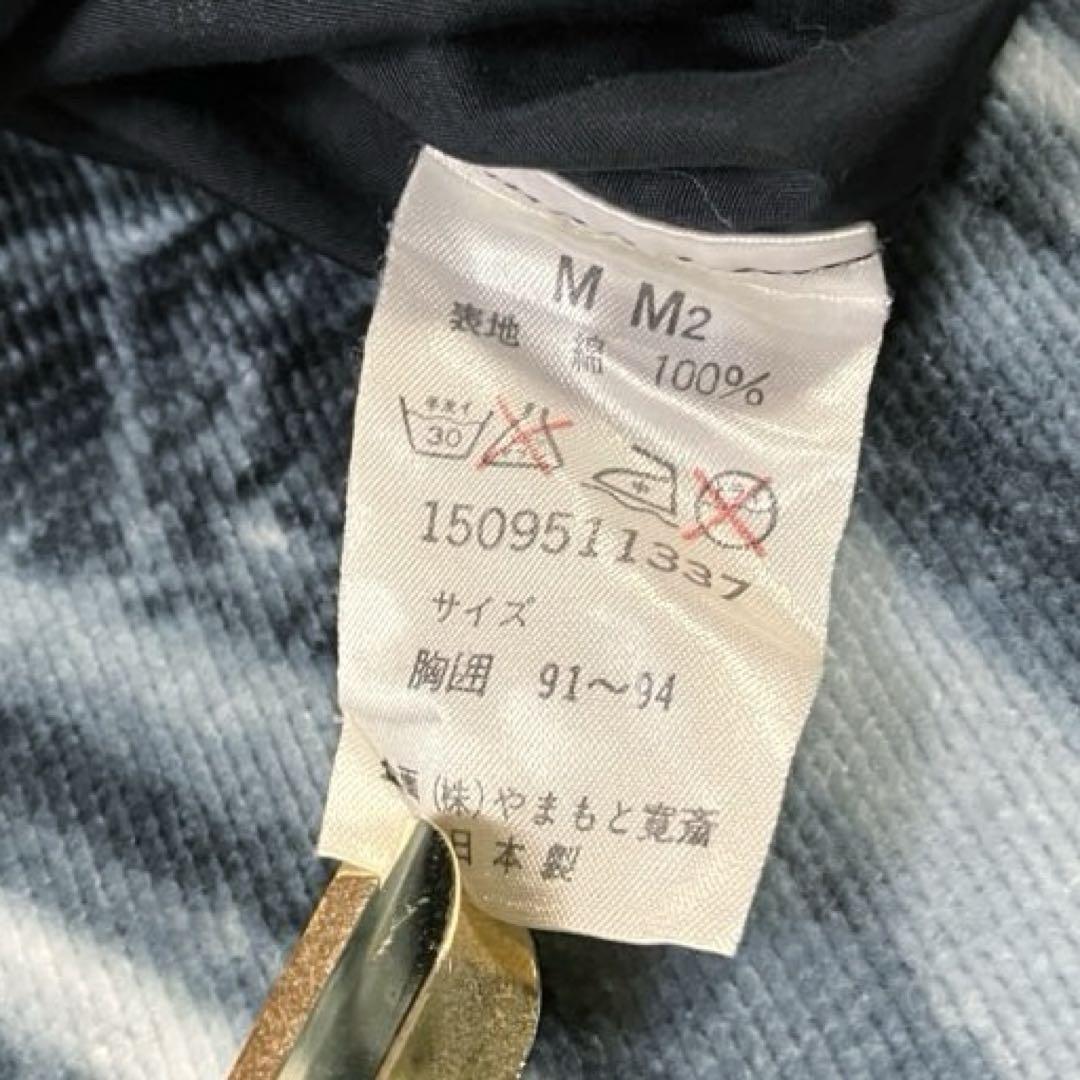 M M2
表地 綿 100%
30
中
1509511337
サイズ
胸囲 91〜94
(株)やまもと寛斎
日本製